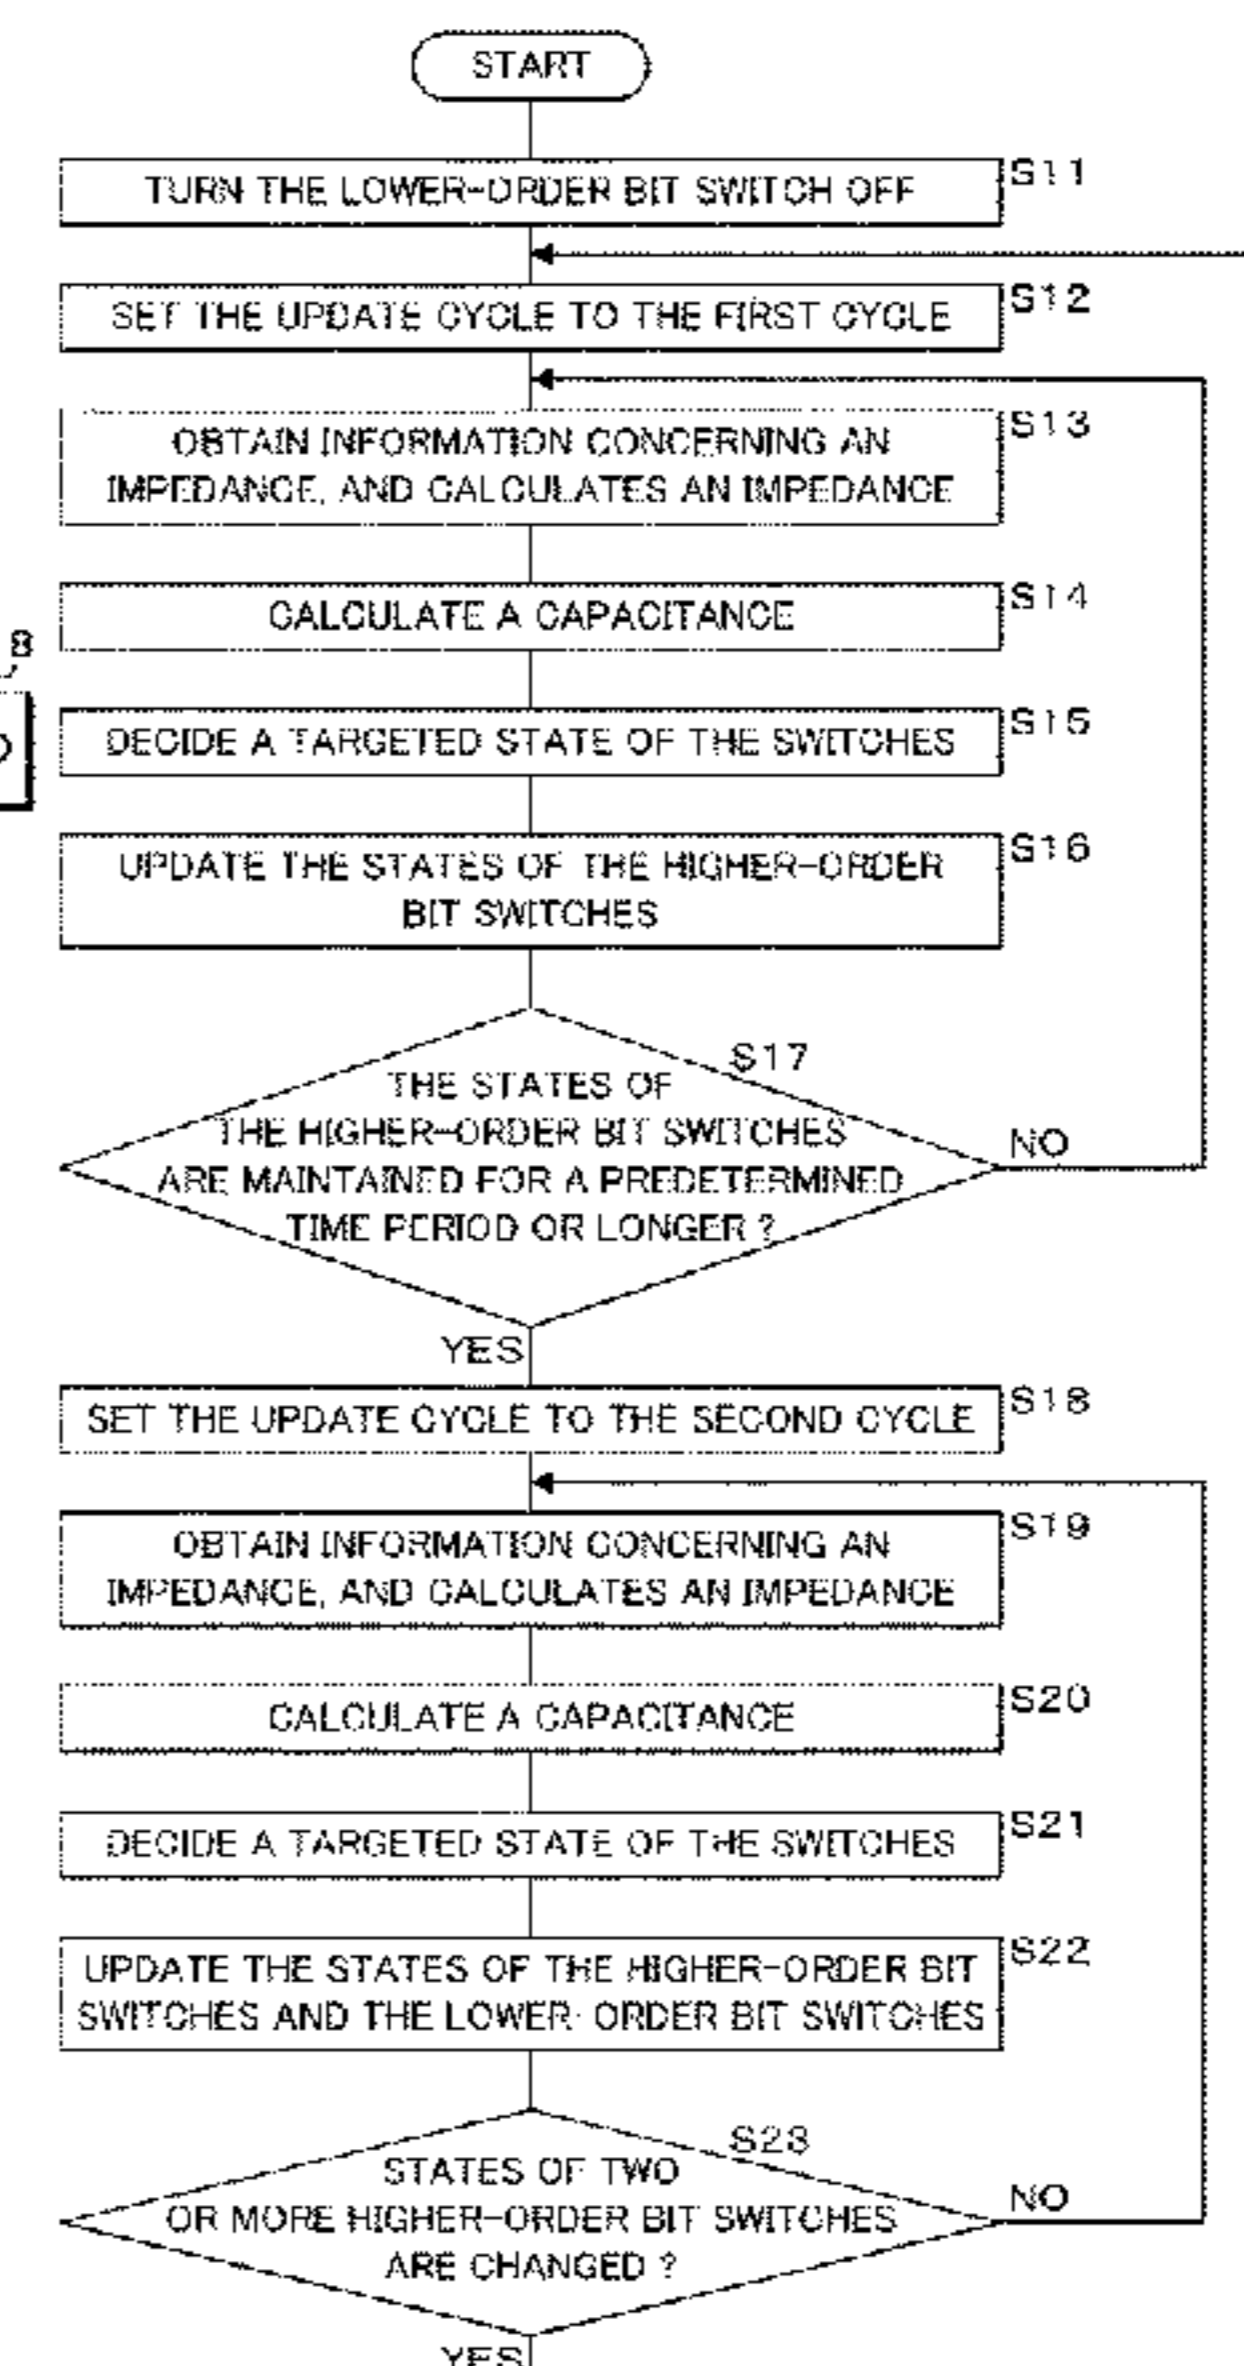 START
S11
TURN THE LOWER-ORDER BIT SWITCH OFF
S12
SET THE UPDATE CYCLE TO THE FIRST CYCLE
S13
OBTAIN INFORMATION CONCERNING AN
IMPEDANCE, AND CALCULATES AN IMPEDANCE
S14
CALCULATE A CAPACITANCE
8
S15
DECIDE A TARGETED STATE OF THE SWITCHES
S16
UPDATE THE STATES OF THE HIGHER-ORDER
BIT SWITCHES
S17
THE STATES OF
THE HIGHER-ORDER BIT SWITCHES
ARE MAINTAINED FOR A PREDETERMINED
TIME PERIOD OR LONGER ?
NO
YES
S18
SET THE UPDATE CYCLE TO THE SECOND CYCLE
S19
OBTAIN INFORMATION CONCERNING AN
IMPEDANCE, AND CALCULATES AN IMPEDANCE
S20
CALCULATE A CAPACITANCE
S21
DECIDE A TARGETED STATE OF THE SWITCHES
S22
UPDATE THE STATES OF THE HIGHER-ORDER BIT
SWITCHES AND THE LOWER-ORDER BIT SWITCHES
S23
STATES OF TWO
OR MORE HIGHER-ORDER BIT SWITCHES
ARE CHANGED ?
NO
YES